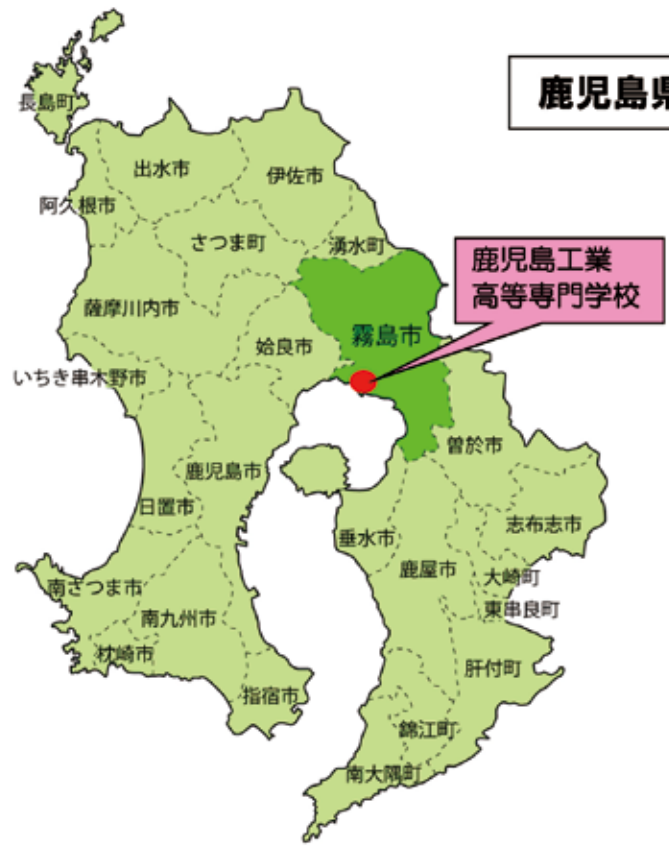 鹿児島県
長島町
出水市
伊佐市
阿久根市
さつま町
湧水町
鹿児島工業
高等専門学校
薩摩川内市
霧島市
姶良市
いちき串木野市
曽於市
鹿児島市
日置市
志布志市
垂水市
鹿屋市
大崎町
南さつま市
東串良町
南九州市
枕崎市
肝付町
指宿市
錦江町
南大隅町